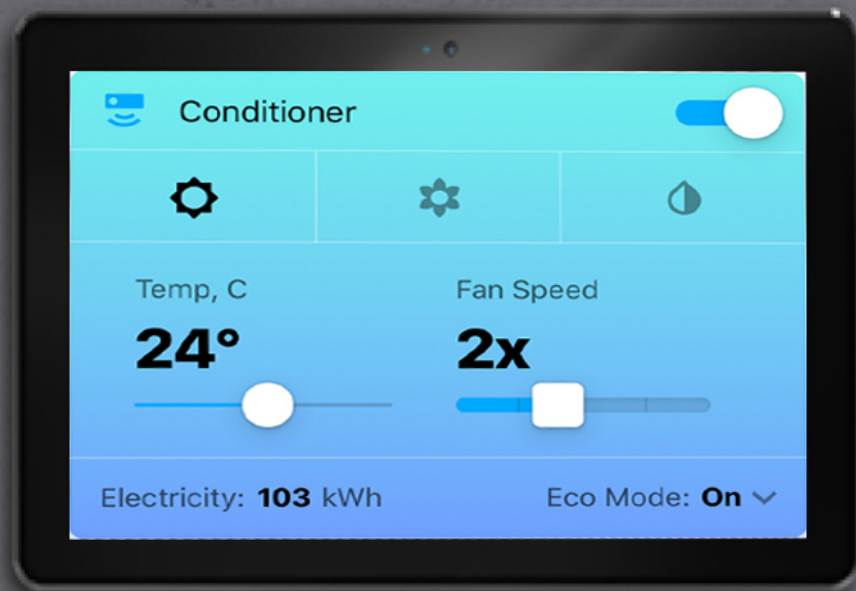 Conditioner
Temp, C
Fan Speed
24°
2x
Electricity: 103 kWh
Eco Mode: On